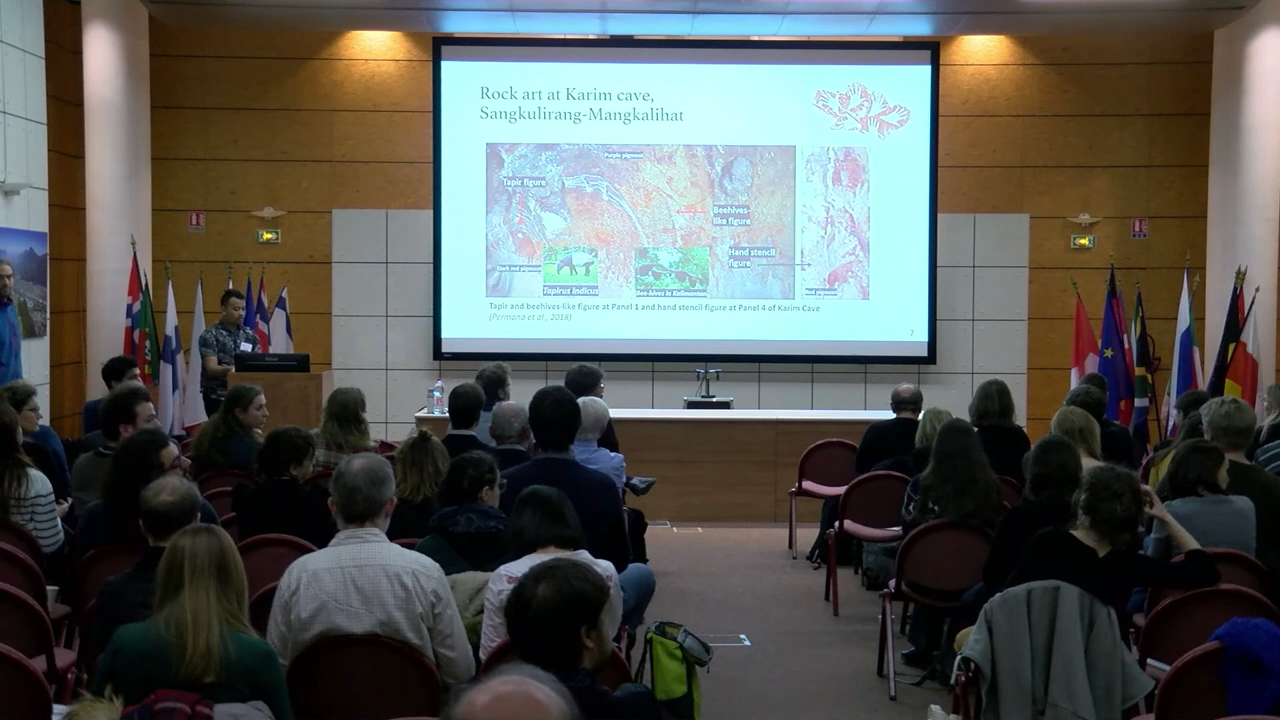 Rock art at Karim cave,
Sangkulirang-Mangkalihat
Purple pigment
Tapir figure
Beehives-
like figure
Hand stencil
figure
Dark red pigment
Tapirus indicus
Bee-hives in Kalimantan
Tapir and beehives-like figure at Panel 1 and hand stencil figure at Panel 4 of Karim Cave
(Permana et al., 2018)
7